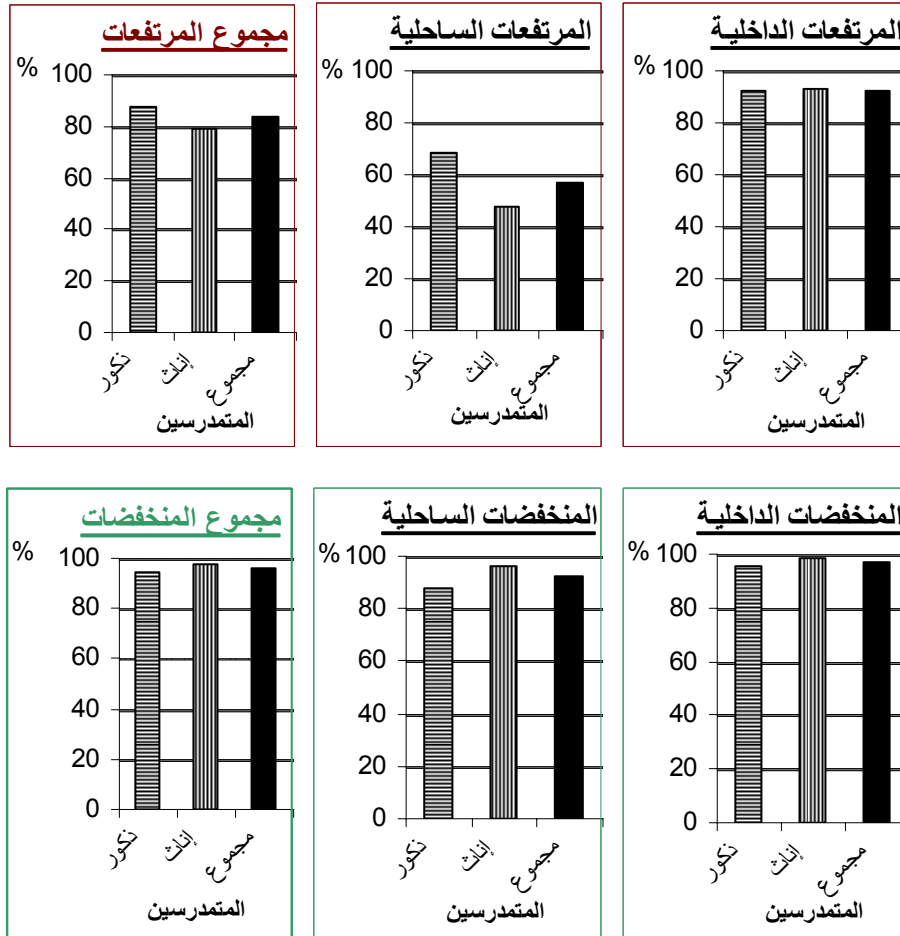 المرتفعات الداخلية
% 100
80
60
40
20
0
ذكور
إناث
مجموع
المتمدرسين
المرتفعات الساحلية
% 100
80
60
40
20
0
ذكور
إناث
مجموع
المتمدرسين
مجموع المرتفعات
% 100
80
60
40
20
0
ذكور
إناث
مجموع
المتمدرسين
المنخفضات الداخلية
% 100
80
60
40
20
0
ذكور
إناث
مجموع
المتمدرسين
المنخفضات الساحلية
% 100
80
60
40
20
0
ذكور
إناث
مجموع
المتمدرسين
مجموع المنخفضات
% 100
80
60
40
20
0
ذكور
إناث
مجموع
المتمدرسين